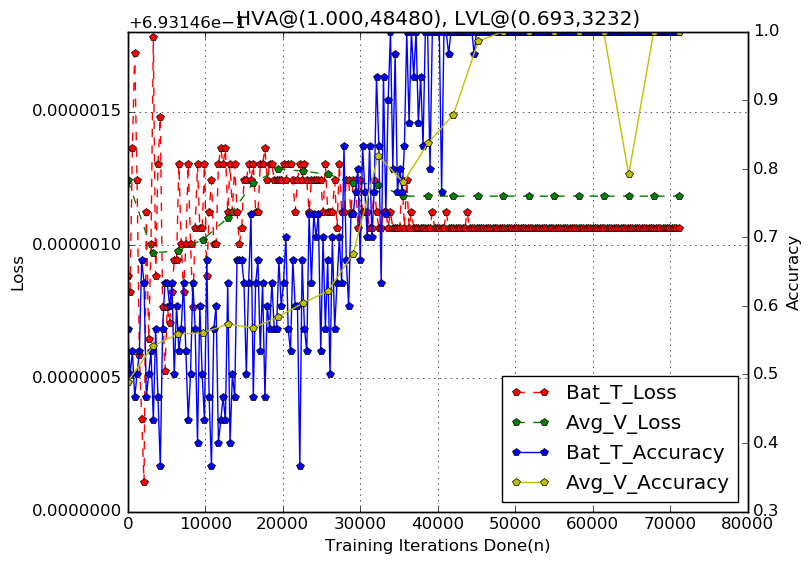 +6.93146e−1
HVA@(1.000,48480), LVL@(0.693,3232)
0.0000015
0.0000010
0.0000005
0.0000000
Loss
1.0
0.9
0.8
0.7
0.6
0.5
0.4
0.3
Accuracy
Bat_T_Loss
Avg_V_Loss
Bat_T_Accuracy
Avg_V_Accuracy
0 10000 20000 30000 40000 50000 60000 70000 80000
Training Iterations Done(n)